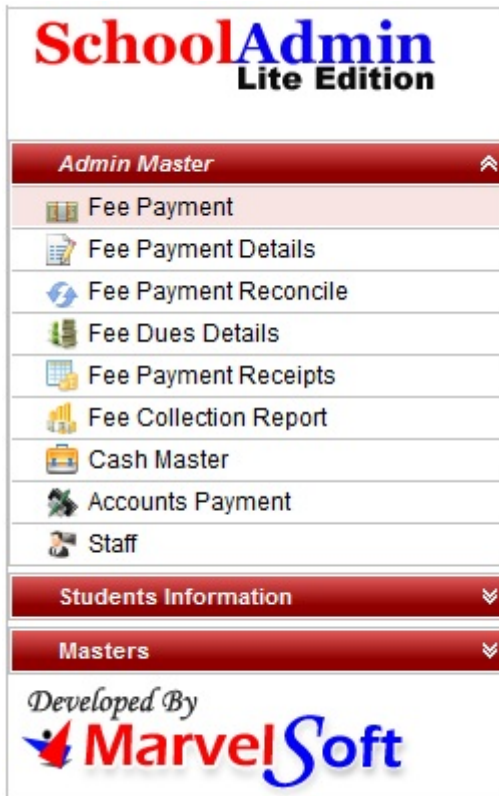 SchoolAdmin
Lite Edition
Admin Master
Fee Payment
Fee Payment Details
Fee Payment Reconcile
Fee Dues Details
Fee Payment Receipts
Fee Collection Report
Cash Master
Accounts Payment
Staff
Students Information
Masters
Developed By
MarvelSoft